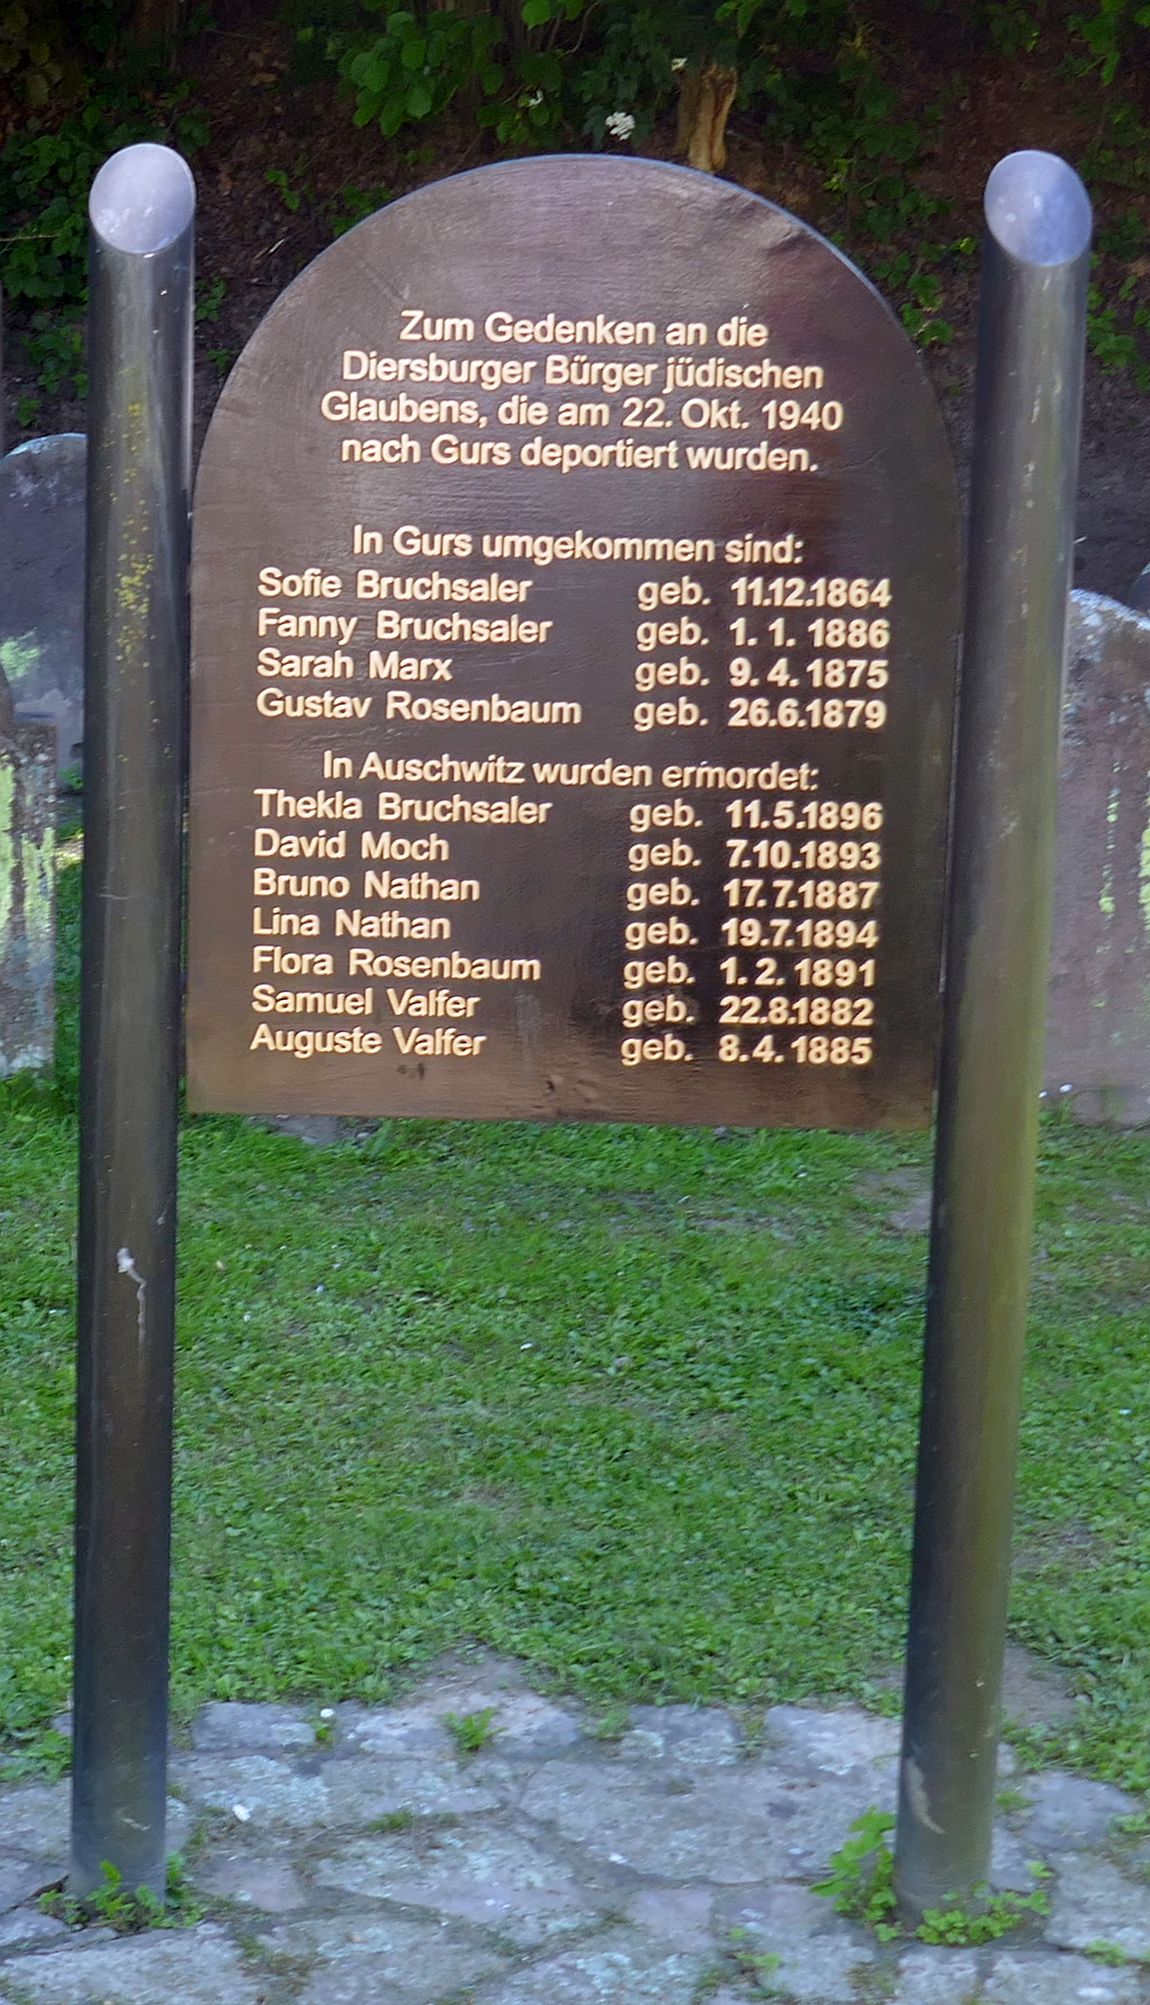 Zum Gedenken an die
Diersburger Bürger jüdischen
Glaubens, die am 22. Okt. 1940
nach Gurs deportiert wurden.
In Gurs umgekommen sind:
Sofie Bruchsaler geb. 11.12.1864
Fanny Bruchsaler geb. 1. 1. 1886
Sarah Marx geb. 9. 4. 1875
Gustav Rosenbaum geb. 26.6.1879
In Auschwitz wurden ermordet:
Thekla Bruchsaler geb. 11.5.1896
David Moch geb. 7.10.1893
Bruno Nathan geb. 17.7.1887
Lina Nathan geb. 19.7.1894
Flora Rosenbaum geb. 1. 2. 1891
Samuel Valfer geb. 22.8.1882
Auguste Valfer geb. 8.4.1885